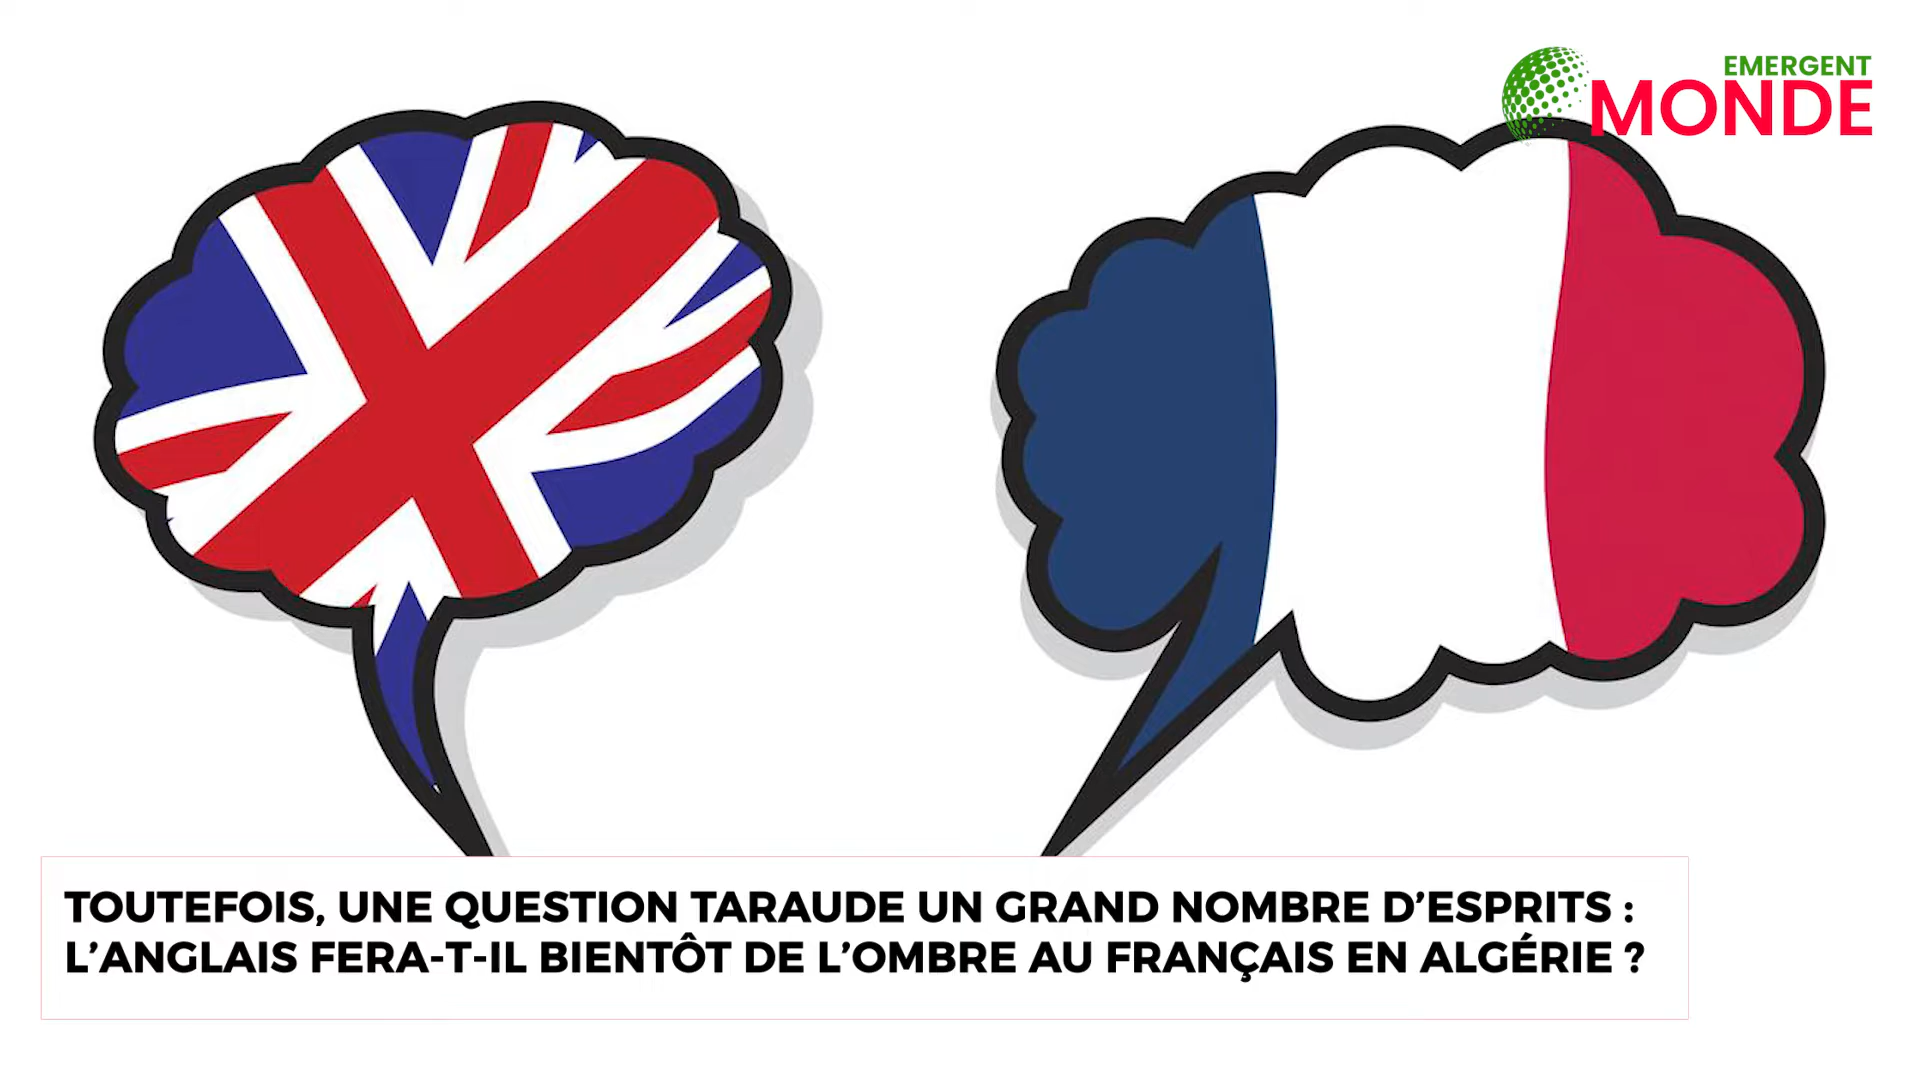 EMERGENT
MONDE
TOUTEFOIS, UNE QUESTION TARAUDE UN GRAND NOMBRE D’ESPRITS :
L’ANGLAIS FERA-T-IL BIENTÔT DE L’OMBRE AU FRANÇAIS EN ALGÉRIE ?